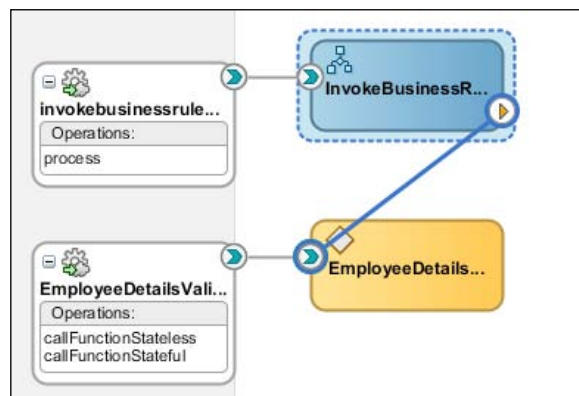 invokebusinessrule...
Operations:
process
InvokeBusinessR...
EmployeeDetailsVali...
Operations:
callFunctionStateless
callFunctionStateful
EmployeeDetails...